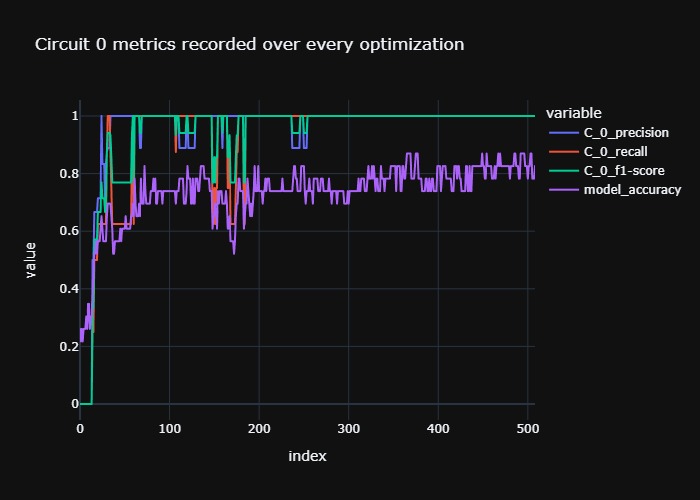 Circuit 0 metrics recorded over every optimization
variable
C_0_precision
C_0_recall
C_0_f1-score
model_accuracy
1
0.8
0.6
0.4
0.2
0
value
0 100 200 300 400 500
index